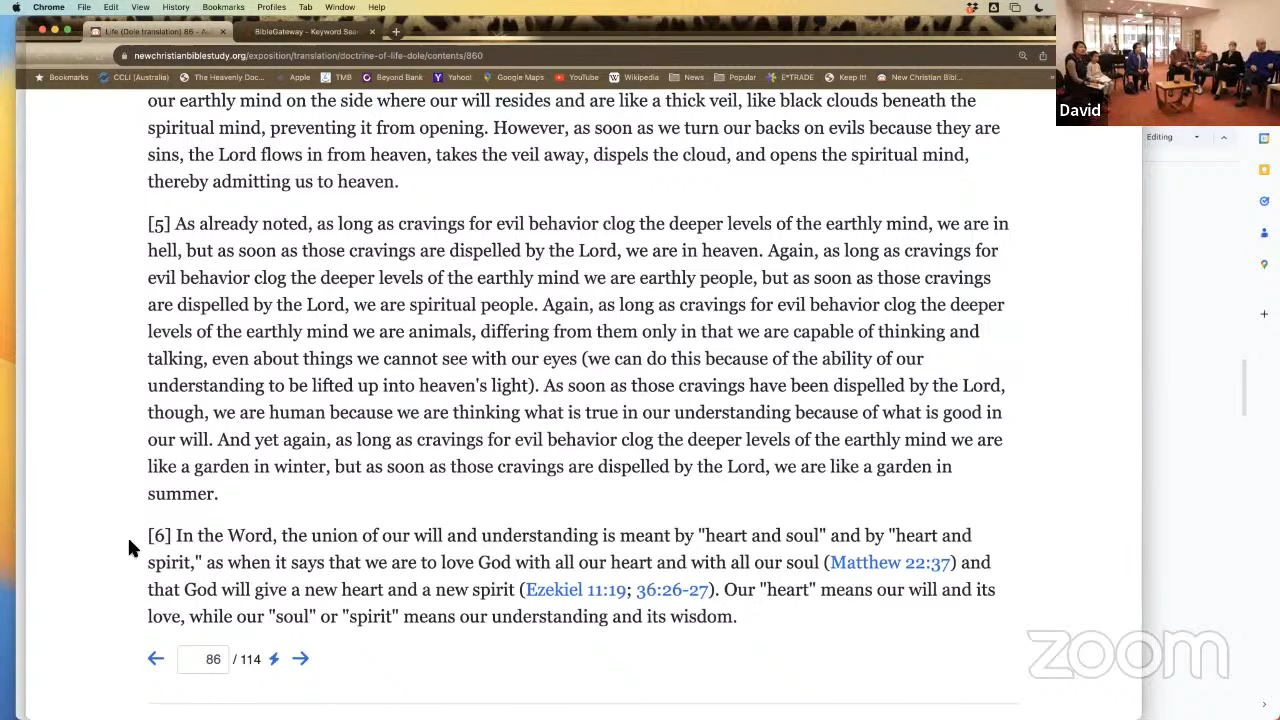 Chrome File Edit View History Bookmarks Profiles Tab Window Help
Life (Dole translation) 86 - A
BibleGateway - Keyword Sea
newchristianbiblestudy.org/exposition/translation/doctrine-of-life-dole/contents/860
Bookmarks CCLI (Australia) The Heavenly Doc... Apple TMB Beyond Bank Yahoo! Google Maps YouTube Wikipedia News Popular E*TRADE Keep It! New Christian Bibl...
David
Editing
our earthly mind on the side where our will resides and are like a thick veil, like black clouds beneath the
spiritual mind, preventing it from opening. However, as soon as we turn our backs on evils because they are
sins, the Lord flows in from heaven, takes the veil away, dispels the cloud, and opens the spiritual mind,
thereby admitting us to heaven.
[5] As already noted, as long as cravings for evil behavior clog the deeper levels of the earthly mind, we are in
hell, but as soon as those cravings are dispelled by the Lord, we are in heaven. Again, as long as cravings for
evil behavior clog the deeper levels of the earthly mind we are earthly people, but as soon as those cravings
are dispelled by the Lord, we are spiritual people. Again, as long as cravings for evil behavior clog the deeper
levels of the earthly mind we are animals, differing from them only in that we are capable of thinking and
talking, even about things we cannot see with our eyes (we can do this because of the ability of our
understanding to be lifted up into heaven's light). As soon as those cravings have been dispelled by the Lord,
though, we are human because we are thinking what is true in our understanding because of what is good in
our will. And yet again, as long as cravings for evil behavior clog the deeper levels of the earthly mind we are
like a garden in winter, but as soon as those cravings are dispelled by the Lord, we are like a garden in
summer.
[6] In the Word, the union of our will and understanding is meant by "heart and soul" and by "heart and
spirit," as when it says that we are to love God with all our heart and with all our soul (Matthew 22:37) and
that God will give a new heart and a new spirit (Ezekiel 11:19; 36:26-27). Our "heart" means our will and its
love, while our "soul" or "spirit" means our understanding and its wisdom.
86 / 114
zoom